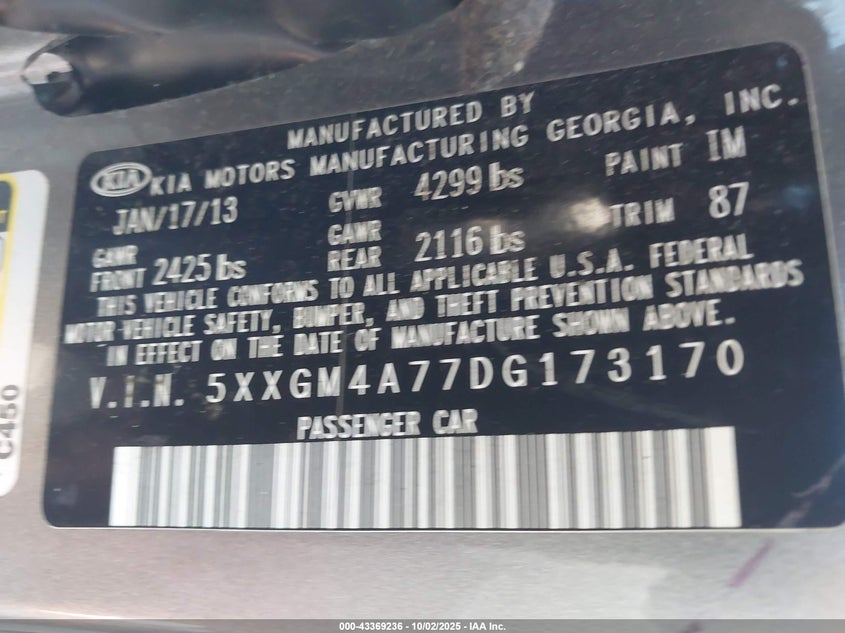 MANUFACTURED BY
KIA KIA MOTORS MANUFACTURING GEORGIA, INC.
JAN/17/13 GVWR 4299 lbs PAINT IM
GAWR FRONT 2425 lbs GAWR REAR 2116 lbs TRIM 87
THIS VEHICLE CONFORMS TO ALL APPLICABLE U.S.A. FEDERAL
MOTOR-VEHICLE SAFETY, BUMPER, AND THEFT PREVENTION STANDARDS
IN EFFECT ON THE DATE OF MANUFACTURE SHOWN ABOVE.
V.I.N. 5XXGM4A77DG173170
PASSENGER CAR
C450
000-43369236 - 10/02/2025 - IAA Inc.